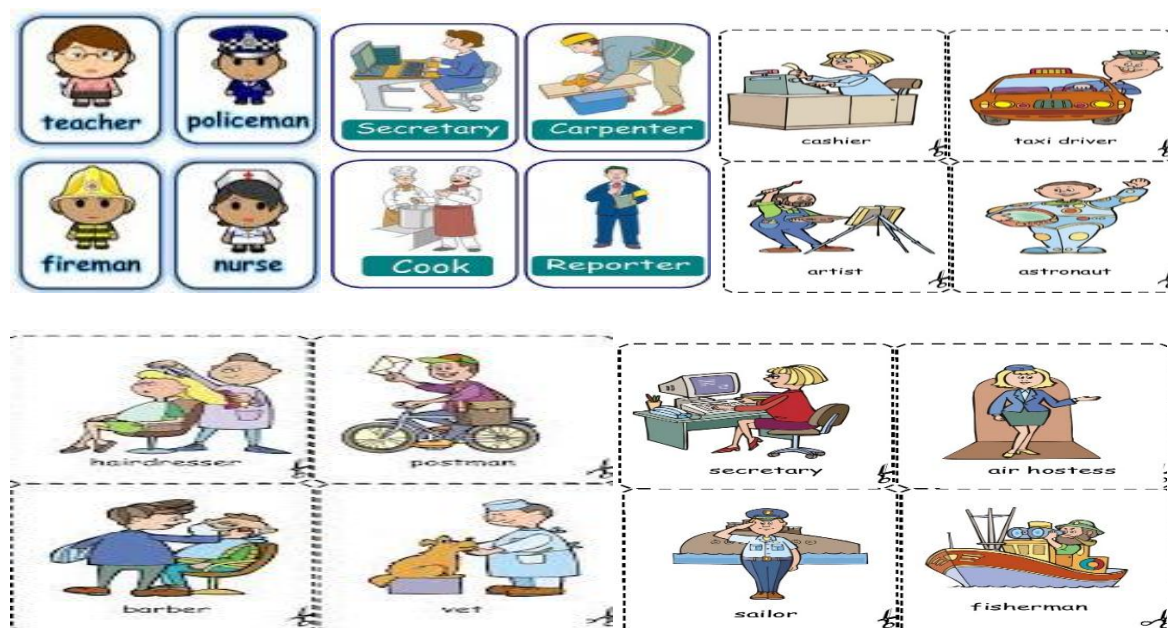 teacher policeman
Secretary Carpenter
cashier taxi driver
fireman nurse
Cook Reporter
artist astronaut
hairdresser postman
secretary air hostess
barber vet
sailor fisherman